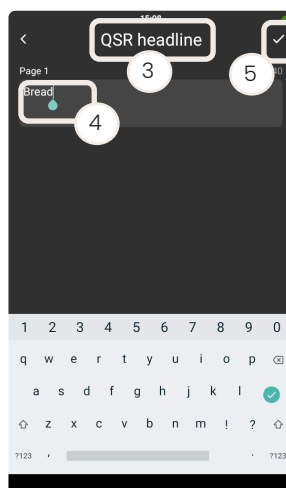 15:08
QSR headline
3
5
Page 1
40
Bread
4
1 2 3 4 5 6 7 8 9 0
q w e r t y u i o p
a s d f g h j k l
z x c v b n m ! ?
?123 , . ?123